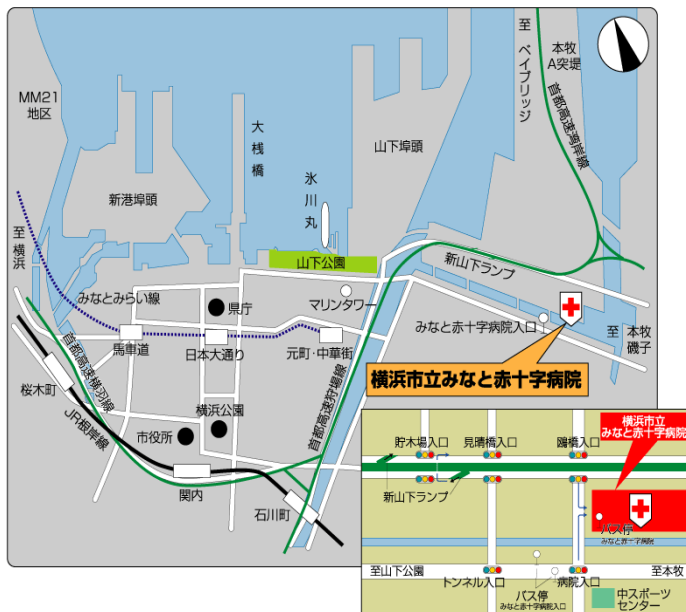 MM21
地区
至横浜
新港埠頭
大桟橋
氷川丸
山下埠頭
至ベイブリッジ
本牧
A突堤
首都高速湾岸線
山下公園
新山下ランプ
みなとみらい線
県庁
マリンタワー
みなと赤十字病院入口
至
本牧
磯子
馬車道
日本大通り
元町・中華街
横浜市立みなと赤十字病院
首都高速横羽線
首都高速狩場線
桜木町
JR根岸線
横浜公園
市役所
関内
石川町
横浜市立
みなと赤十字病院
貯木場入口
見晴橋入口
鷗橋入口
新山下ランプ
バス停
みなと赤十字病院
至山下公園
至本牧
トンネル入口
病院入口
バス停
みなと赤十字病院入口
中スポーツ
センター